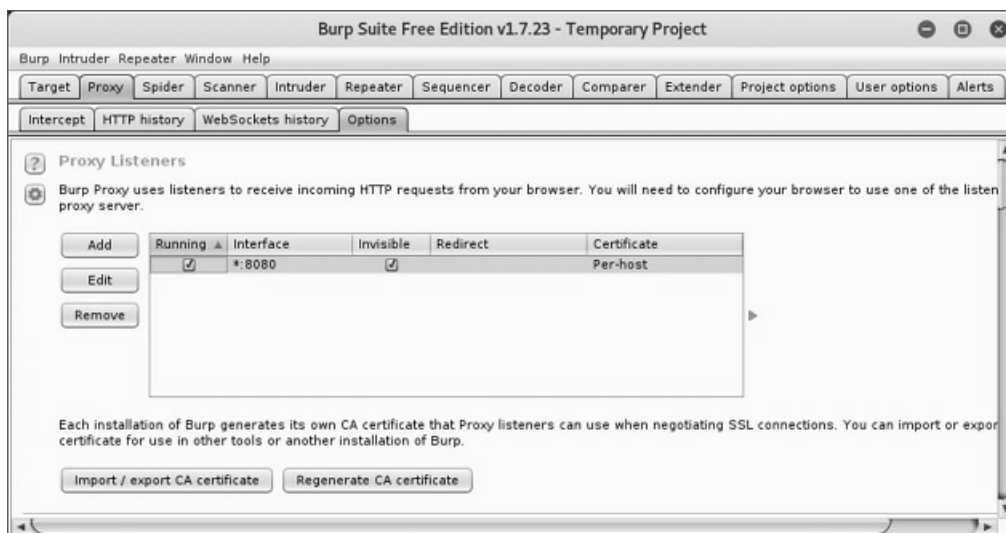 Burp Suite Free Edition v1.7.23 - Temporary Project
Burp Intruder Repeater Window Help
Target Proxy Spider Scanner Intruder Repeater Sequencer Decoder Comparer Extender Project options User options Alerts
Intercept HTTP history WebSockets history Options
? Proxy Listeners
Burp Proxy uses listeners to receive incoming HTTP requests from your browser. You will need to configure your browser to use one of the listen
proxy server.
Add Running Interface Invisible Redirect Certificate
*:8080 Per-host
Edit
Remove
Each installation of Burp generates its own CA certificate that Proxy listeners can use when negotiating SSL connections. You can import or expor
certificate for use in other tools or another installation of Burp.
Import / export CA certificate Regenerate CA certificate